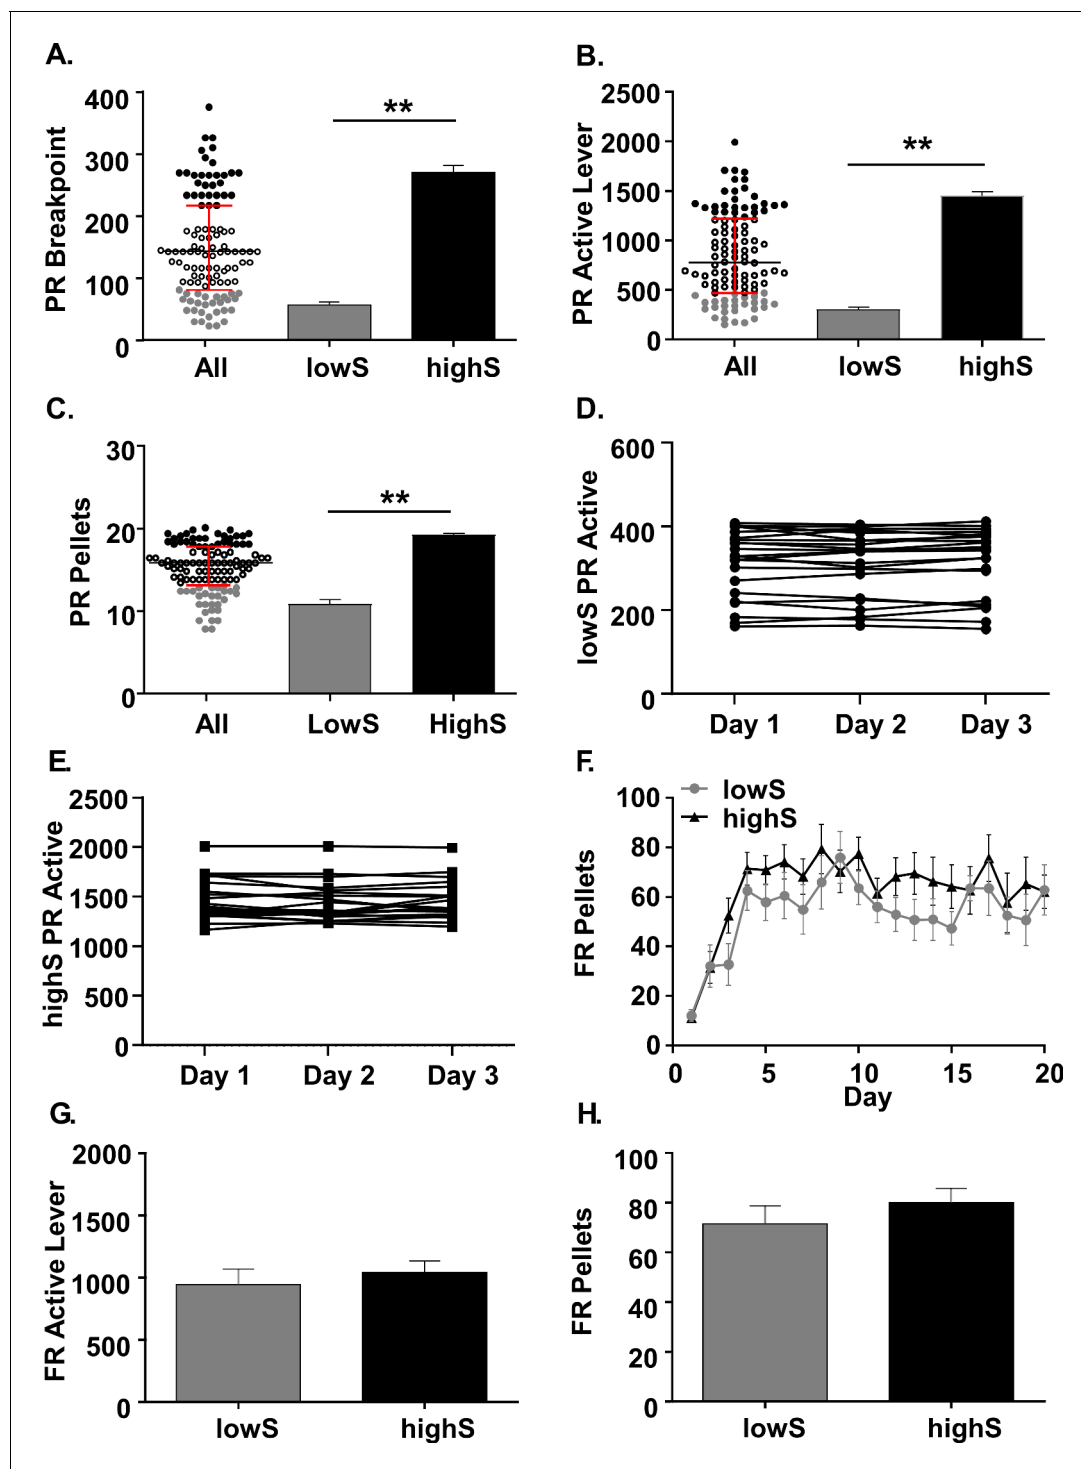 A.
PR Breakpoint
400
300
200
100
0
**
All
lowS
highS
B.
PR Active Lever
2500
2000
1500
1000
500
0
**
All
lowS
highS
C.
PR Pellets
30
20
10
0
**
All
LowS
HighS
D.
lowS PR Active
600
400
200
0
Day 1
Day 2
Day 3
E.
highS PR Active
2500
2000
1500
1000
500
0
Day 1
Day 2
Day 3
F.
lowS
highS
FR Pellets
100
80
60
40
20
0
0
5
10
15
20
Day
G.
FR Active Lever
2000
1500
1000
500
0
lowS
highS
H.
FR Pellets
100
80
60
40
20
0
lowS
highS